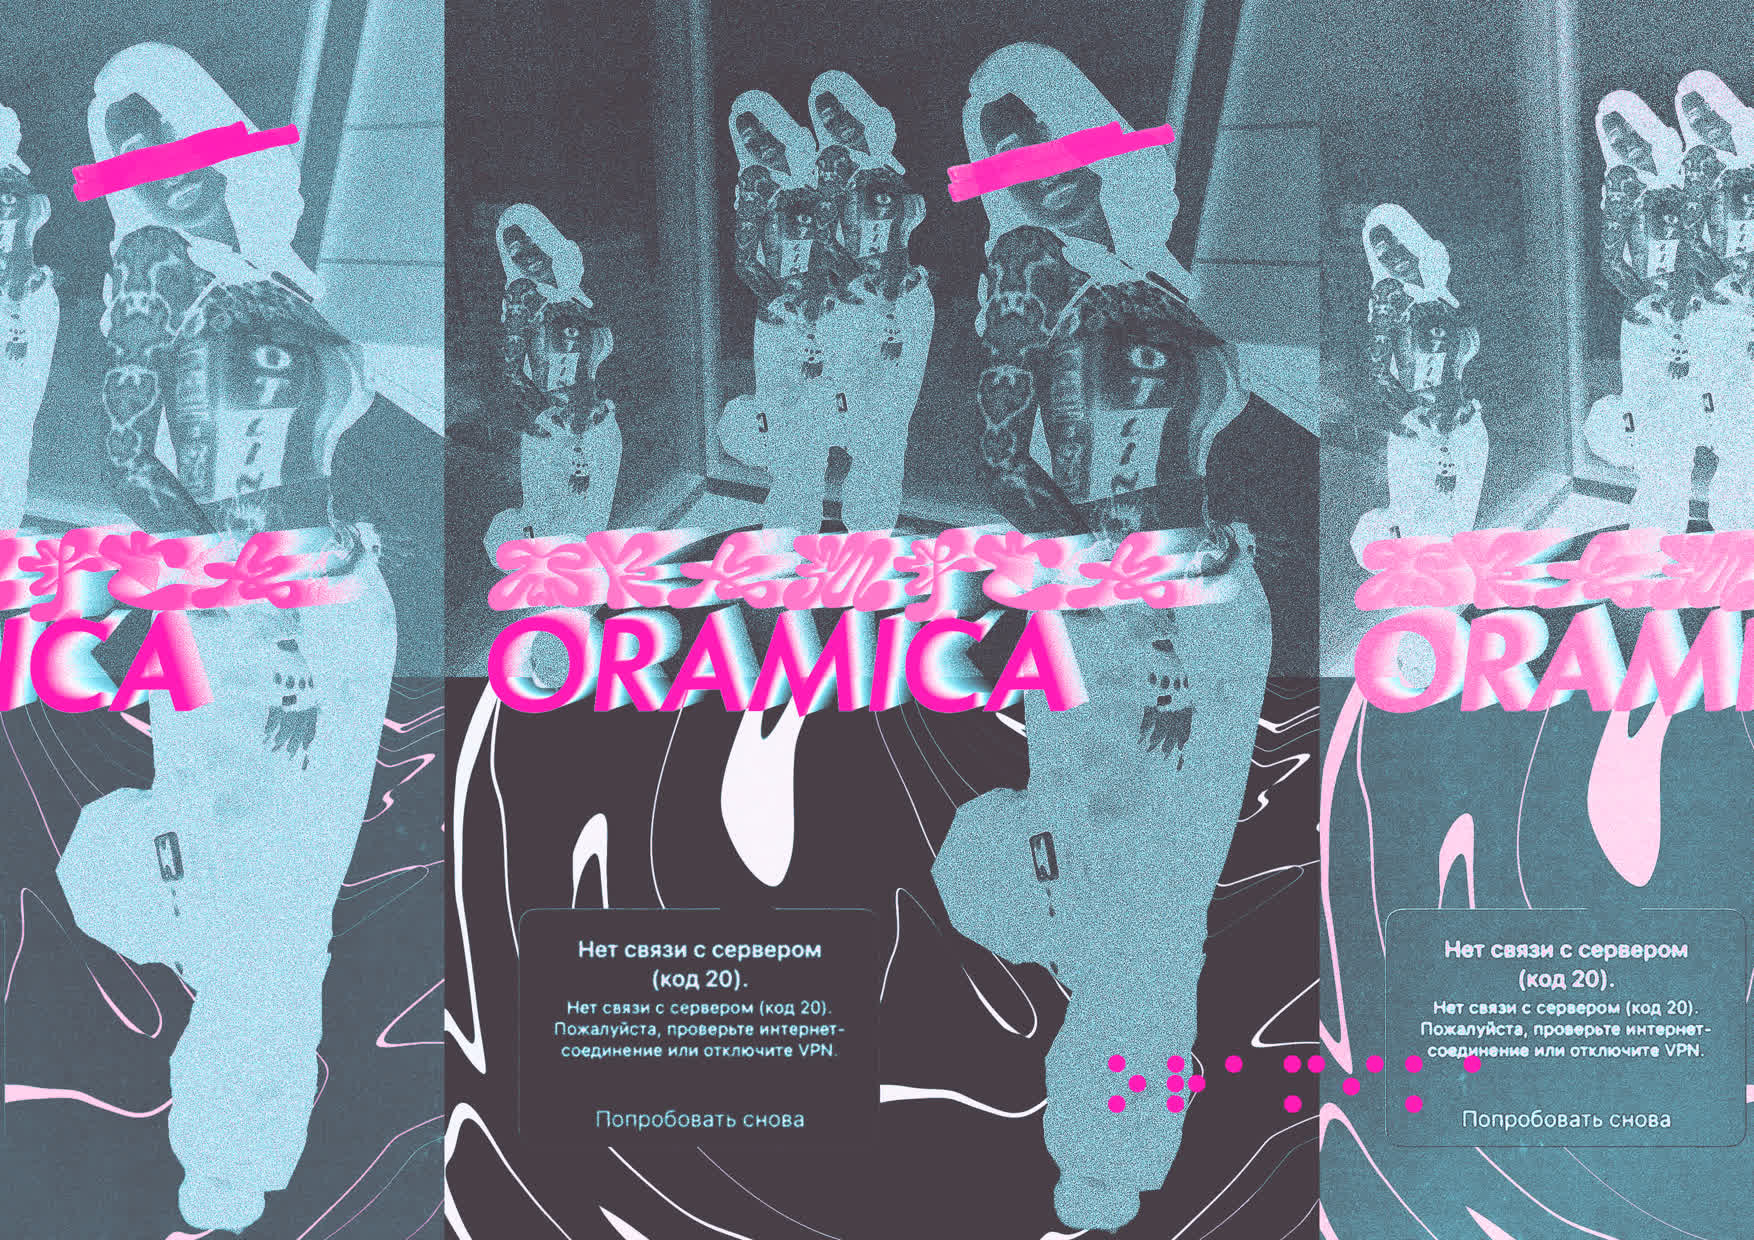 ICA
ORAMICA
ORAMI
Нет связи с сервером
(код 20).
Нет связи с сервером (код 20).
Пожалуйста, проверьте интернет-
соединение или отключите VPN.
Попробовать снова
Нет связи с сервером
(код 20).
Нет связи с сервером (код 20).
Пожалуйста, проверьте интернет-
соединение или отключите VPN.
Попробовать снова
⠕⠗⠁⠍⠊⠅⠁